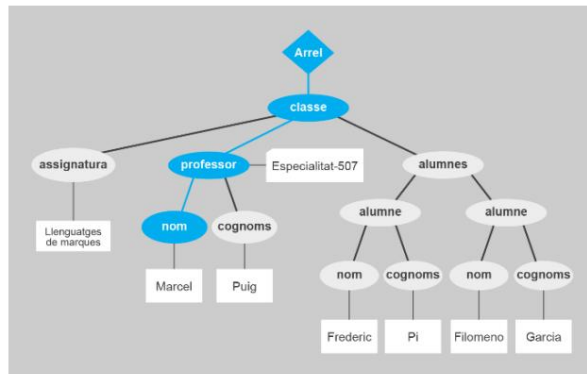 Arrel
classe
assignatura
professor
Especialitat-507
alumnes
Llenguatges
de marques
nom
cognoms
alumne
alumne
Marcel
Puig
nom
cognoms
nom
cognoms
Frederic
Pi
Filomeno
Garcia